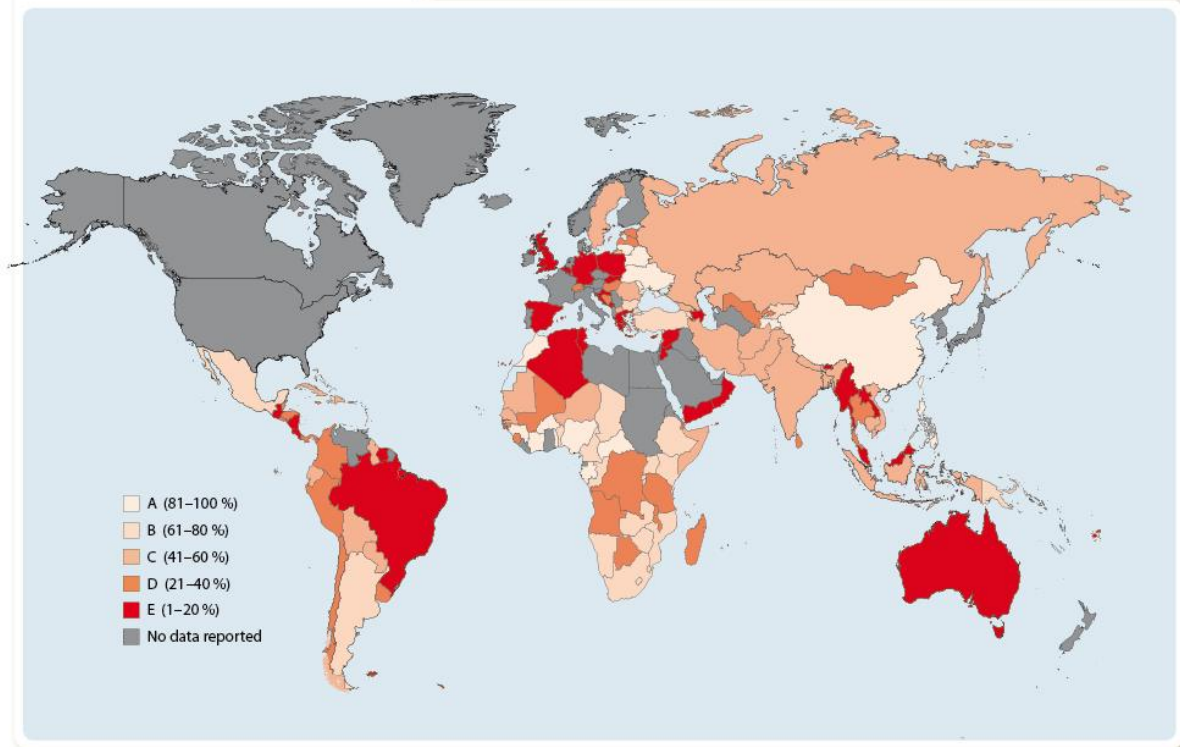 A (81–100 %)
B (61–80 %)
C (41–60 %)
D (21–40 %)
E (1–20 %)
No data reported